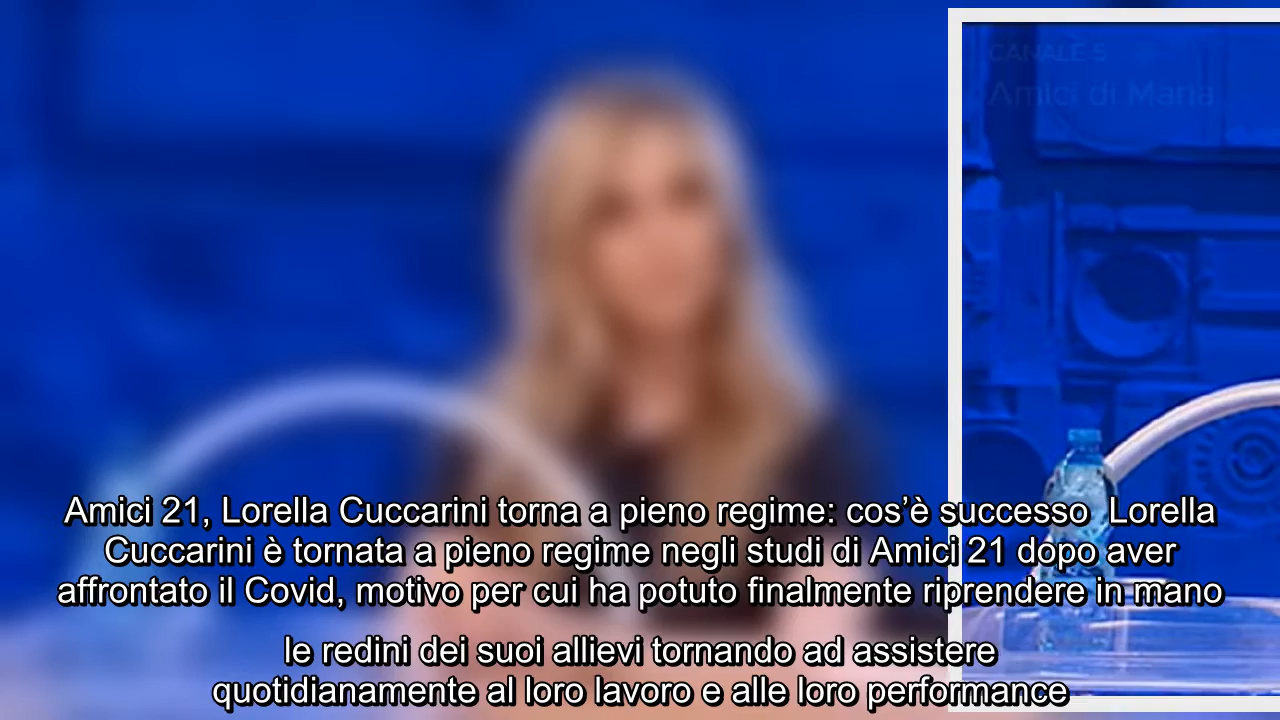 CANALE 5
Amici di Maria
Amici 21, Lorella Cuccarini torna a pieno regime: cos’è successo  Lorella
Cuccarini è tornata a pieno regime negli studi di Amici 21 dopo aver
affrontato il Covid, motivo per cui ha potuto finalmente riprendere in mano
le redini dei suoi allievi tornando ad assistere
quotidianamente al loro lavoro e alle loro performance